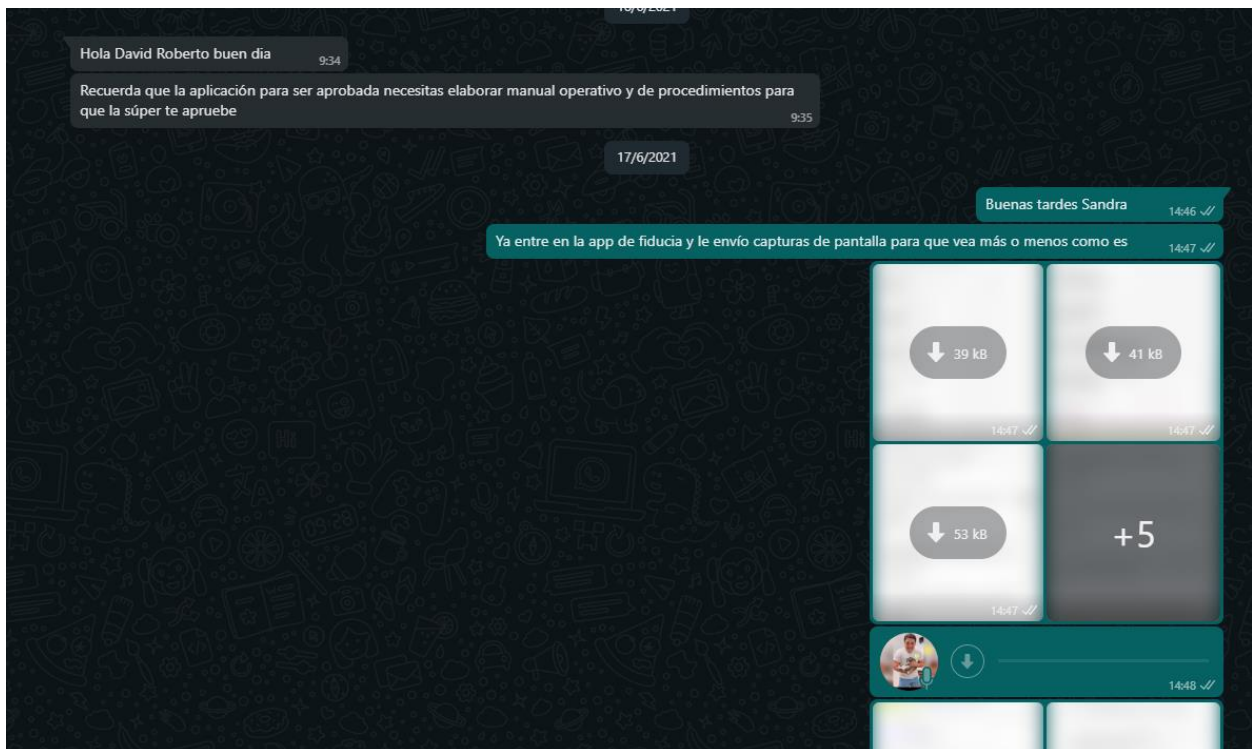 Hola David Roberto buen dia
9:34
Recuerda que la aplicación para ser aprobada necesitas elaborar manual operativo y de procedimientos para
que la súper te apruebe
9:35
17/6/2021
Buenas tardes Sandra
14:46
Ya entre en la app de fiducia y le envío capturas de pantalla para que vea más o menos como es
14:47
39 kB
41 kB
14:47
14:47
53 kB
+5
14:47
14:48